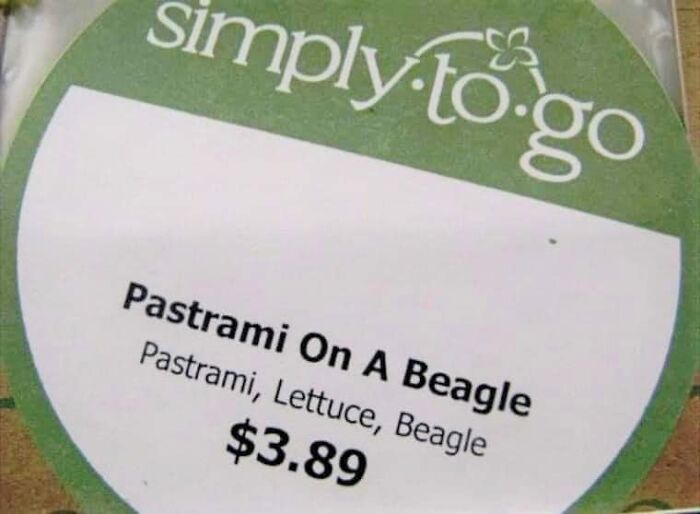 simply·to·go
Pastrami On A Beagle
Pastrami, Lettuce, Beagle
$3.89